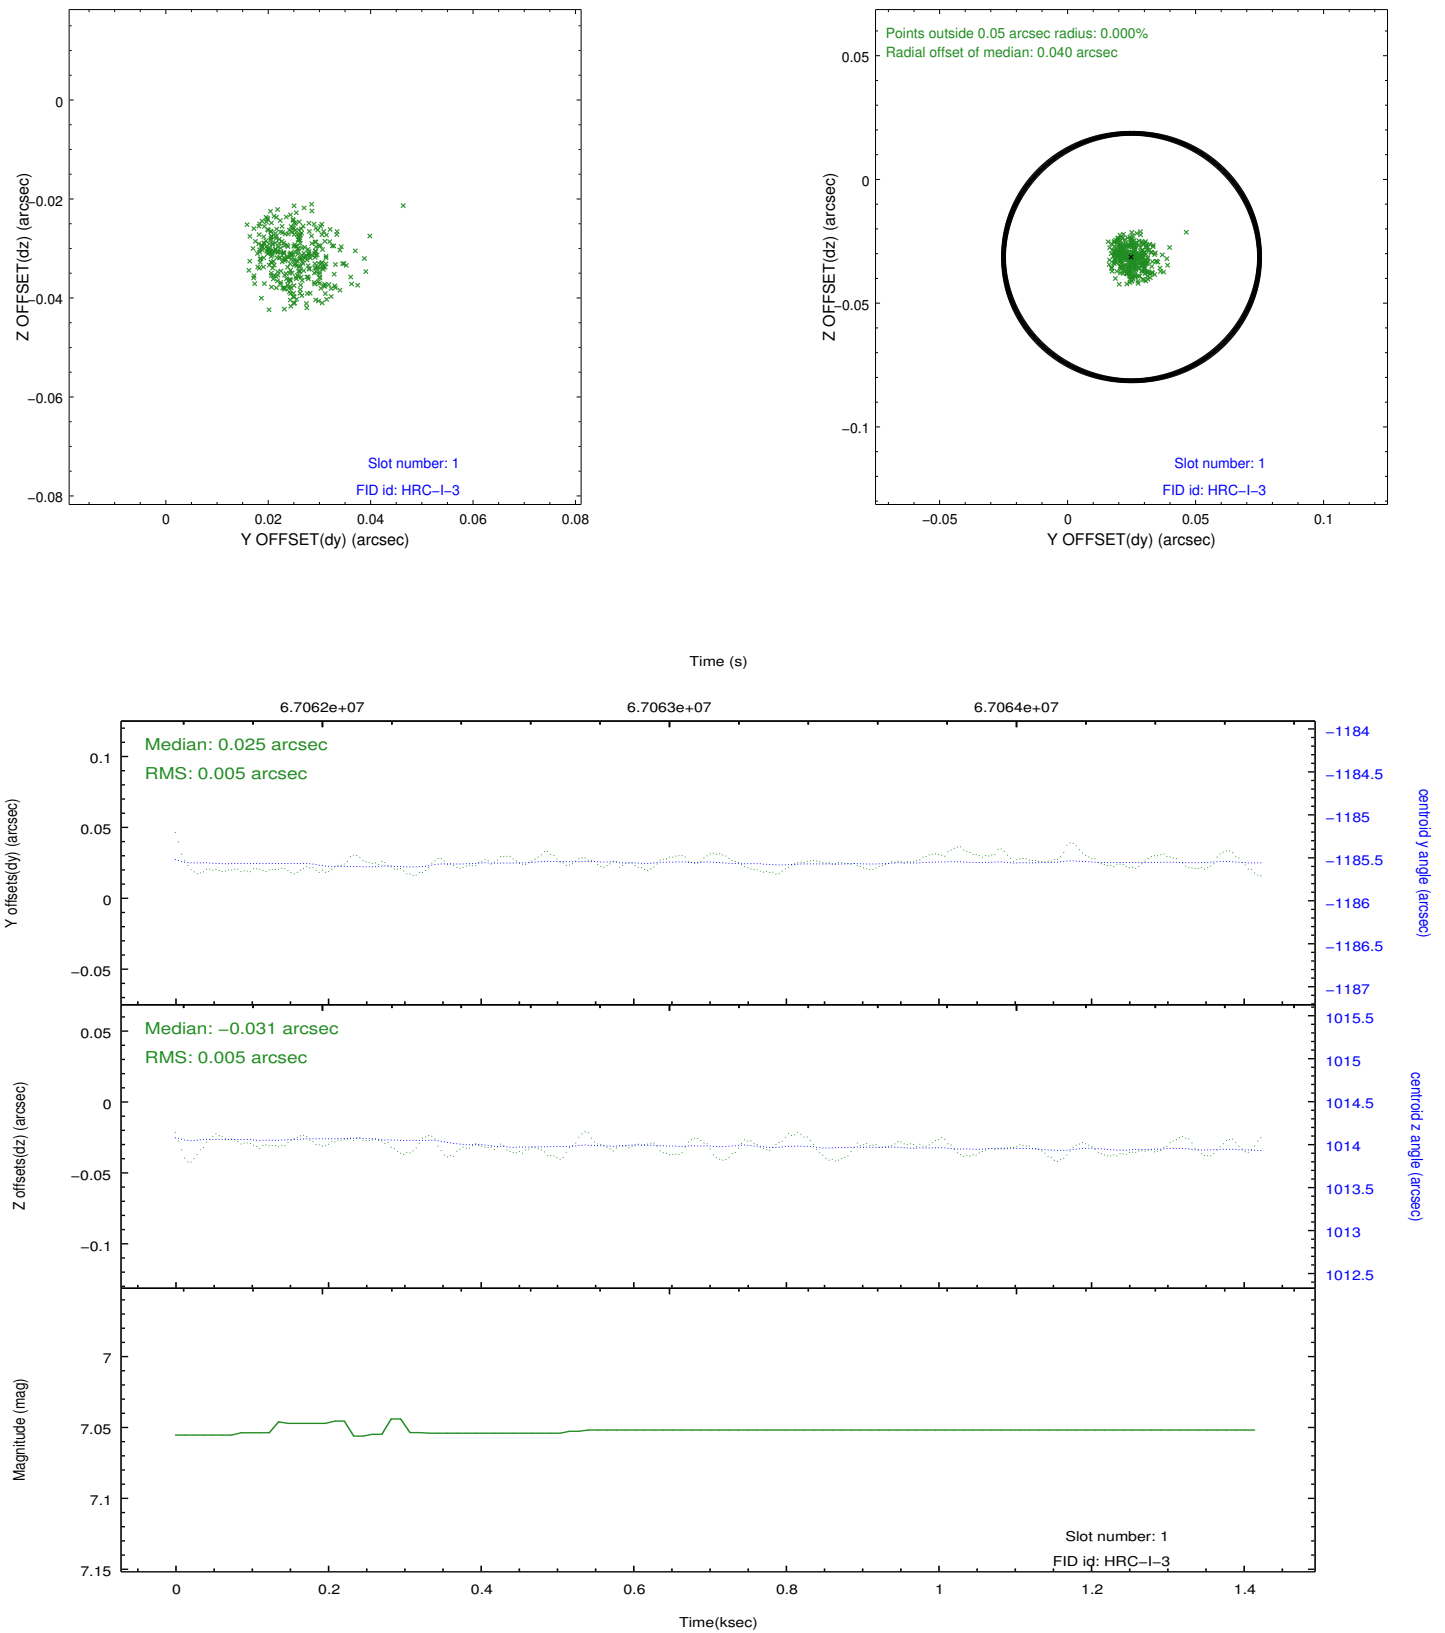 Z OFFSET(dz) (arcsec)
0
−0.02
−0.04
−0.06
−0.08
Slot number: 1
FID id: HRC−I−3
0
0.02
0.04
0.06
0.08
Y OFFSET(dy) (arcsec)
Points outside 0.05 arcsec radius: 0.000%
Radial offset of median: 0.040 arcsec
Z OFFSET(dz) (arcsec)
0.05
0
−0.05
−0.1
Slot number: 1
FID id: HRC−I−3
−0.05
0
0.05
0.1
Y OFFSET(dy) (arcsec)
Time (s)
6.7062e+07
6.7063e+07
6.7064e+07
Median: 0.025 arcsec
RMS: 0.005 arcsec
Y offsets(dy) (arcsec)
0.1
0.05
0
−0.05
−1184
−1184.5
−1185
−1185.5
−1186
−1186.5
−1187
centroid y angle (arcsec)
Median: −0.031 arcsec
RMS: 0.005 arcsec
Z offsets(dz) (arcsec)
0.05
0
−0.05
−0.1
1015.5
1015
1014.5
1014
1013.5
1013
1012.5
centroid z angle (arcsec)
Magnitude (mag)
7
7.05
7.1
7.15
Slot number: 1
FID id: HRC−I−3
0
0.2
0.4
0.6
0.8
1
1.2
1.4
Time(ksec)